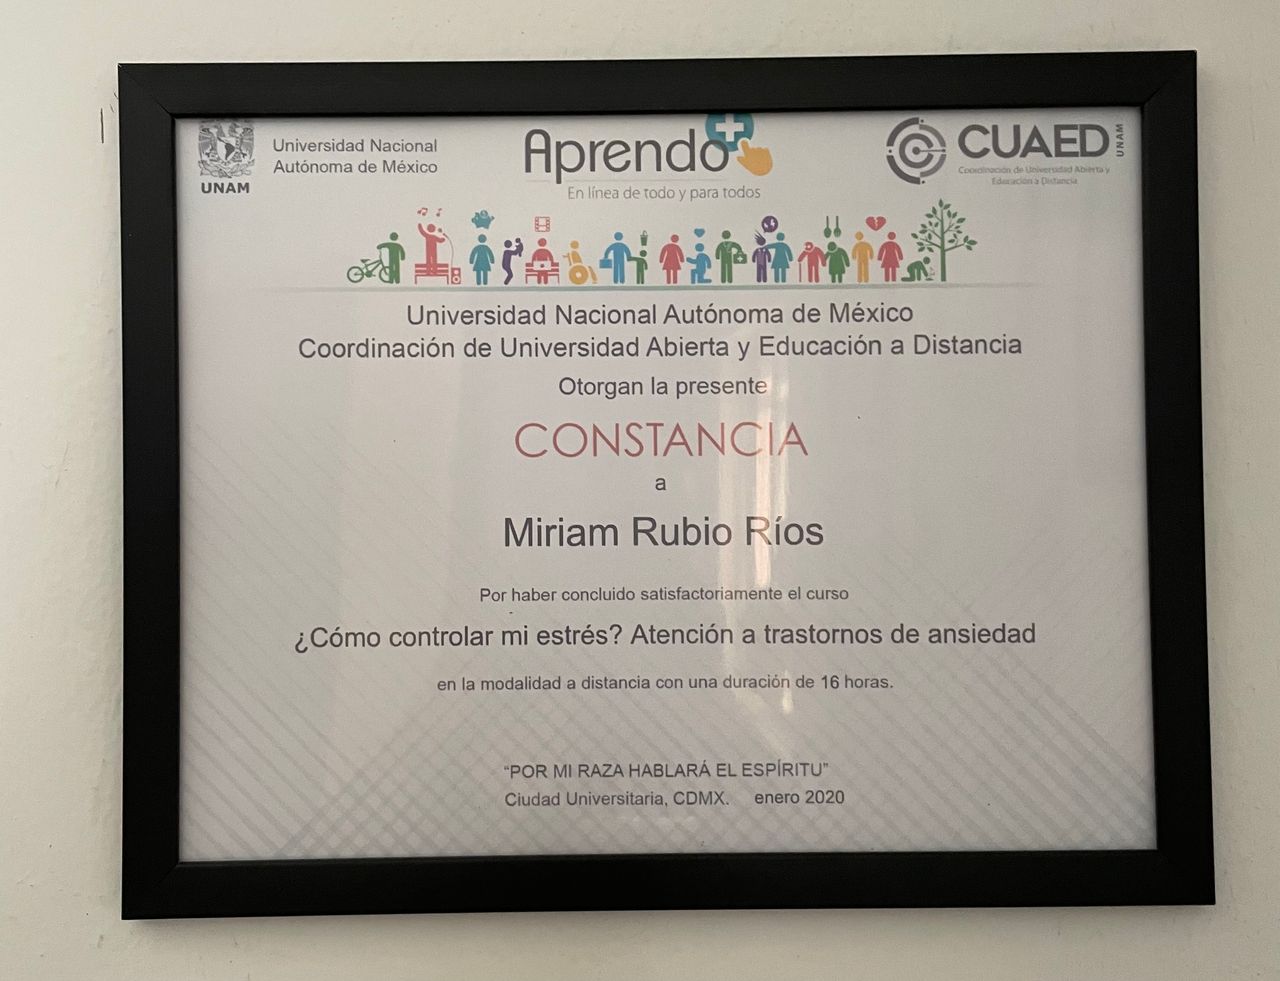 UNAM
Universidad Nacional
Autónoma de México
Aprendo+
En línea de todo y para todos
CUAED
UNAM
Coordinación de Universidad Abierta y
Educación a Distancia
Universidad Nacional Autónoma de México
Coordinación de Universidad Abierta y Educación a Distancia
Otorgan la presente
CONSTANCIA
a
Miriam Rubio Ríos
Por haber concluido satisfactoriamente el curso
¿Cómo controlar mi estrés? Atención a trastornos de ansiedad
en la modalidad a distancia con una duración de 16 horas.
“POR MI RAZA HABLARÁ EL ESPÍRITU”
Ciudad Universitaria, CDMX. enero 2020